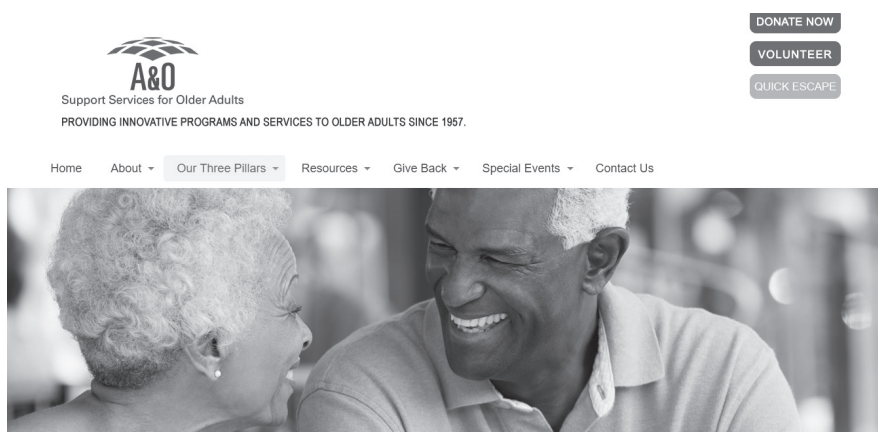 DONATE NOW
VOLUNTEER
QUICK ESCAPE
A&O
Support Services for Older Adults
PROVIDING INNOVATIVE PROGRAMS AND SERVICES TO OLDER ADULTS SINCE 1957.
Home About Our Three Pillars Resources Give Back Special Events Contact Us